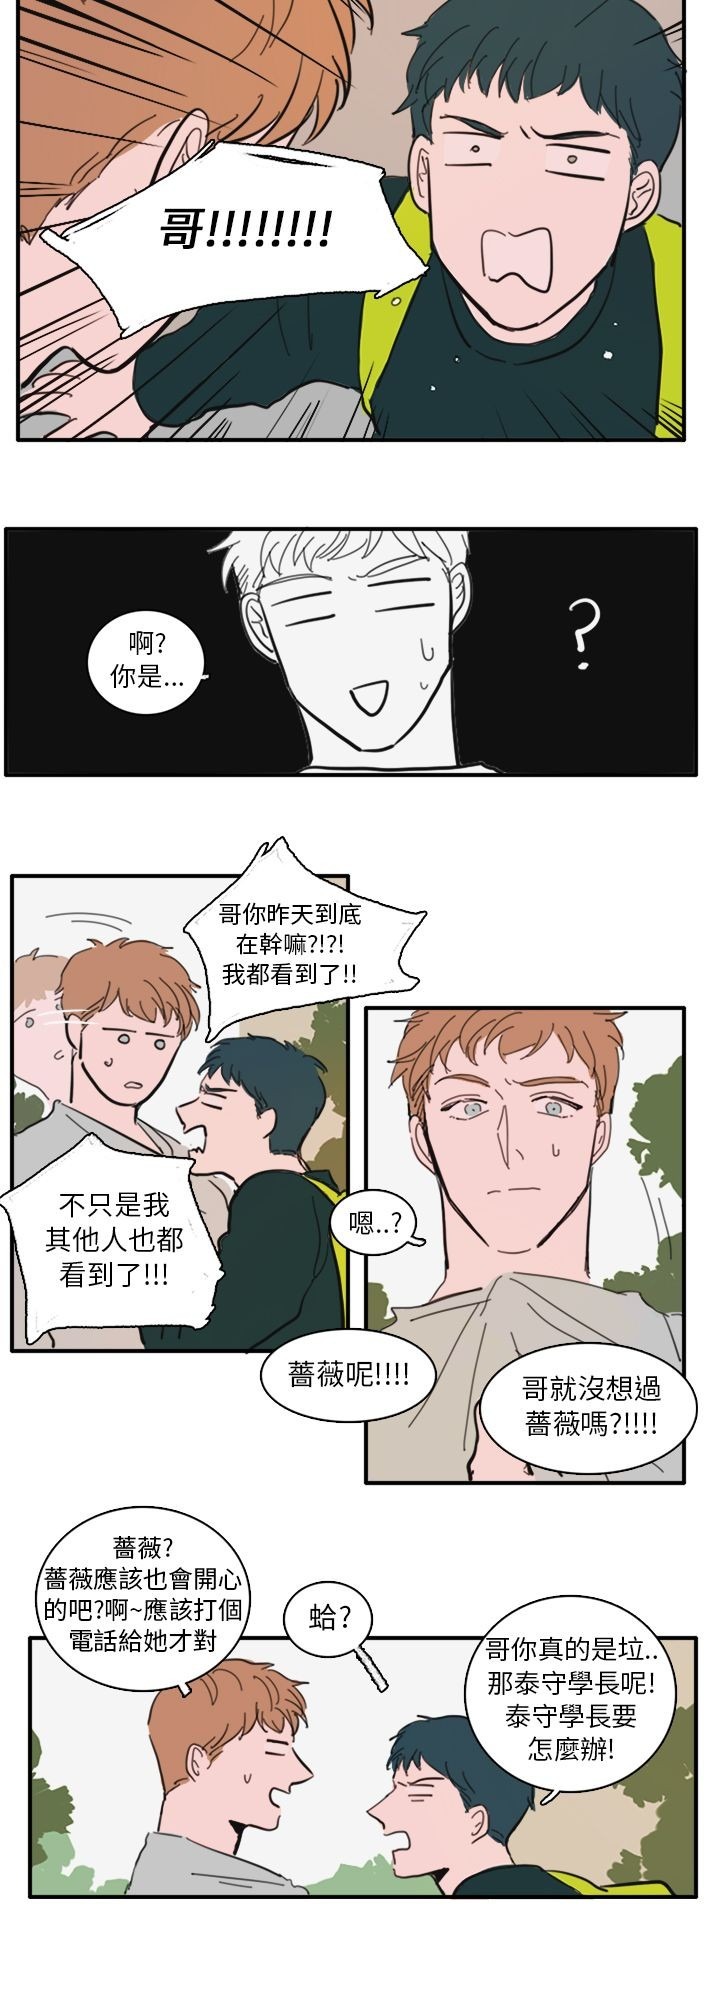 哥!!!!!!!!
啊?
你是...
?
哥你昨天到底
在幹嘛?!?!
我都看到了!!
不只是我
其他人也都
看到了!!!
嗯..?
薔薇呢!!!!
哥就沒想過
薔薇嗎?!!!!
薔薇?
薔薇應該也會開心
的吧?啊~應該打個
電話給她才對
蛤?
哥你真的是垃..
那泰守學長呢!
泰守學長要
怎麼辦!